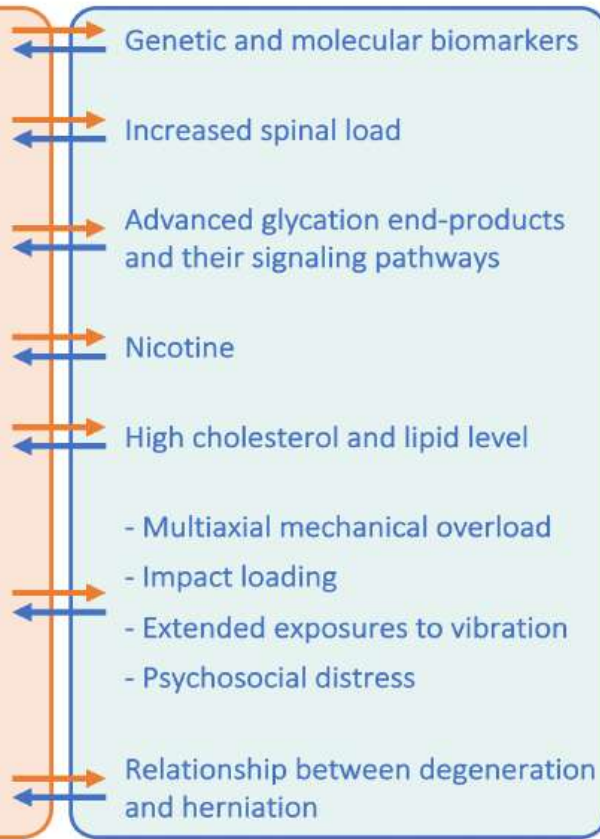 Genetic and molecular biomarkers
Increased spinal load
Advanced glycation end-products
and their signaling pathways
Nicotine
High cholesterol and lipid level
- Multiaxial mechanical overload
- Impact loading
- Extended exposures to vibration
- Psychosocial distress
Relationship between degeneration
and herniation